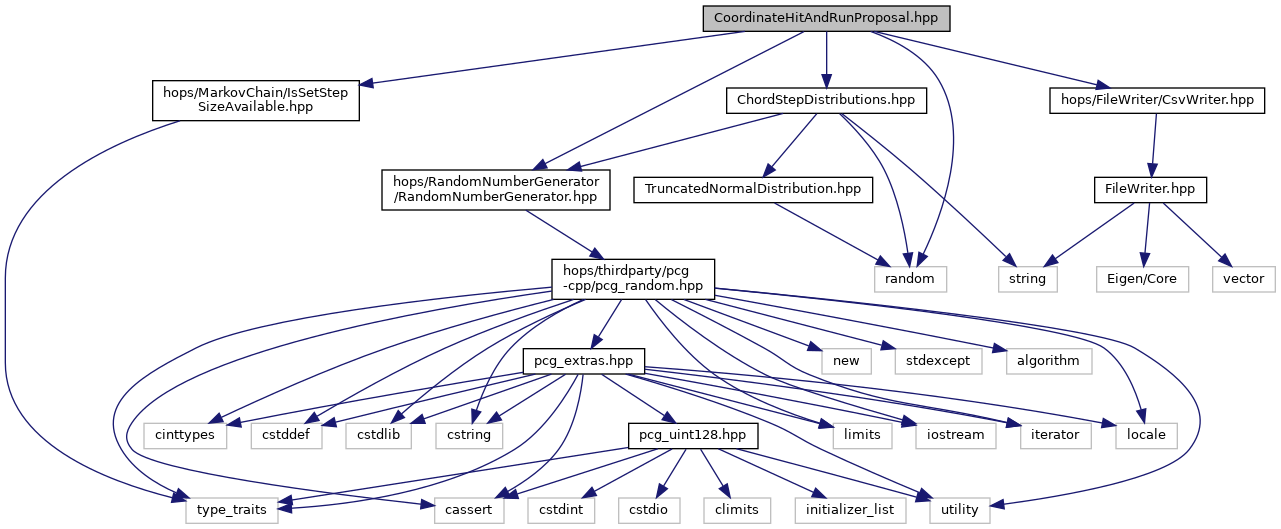 CoordinateHitAndRunProposal.hpp
hops/MarkovChain/IsSetStep
SizeAvailable.hpp
ChordStepDistributions.hpp
hops/FileWriter/CsvWriter.hpp
hops/RandomNumberGenerator
/RandomNumberGenerator.hpp
TruncatedNormalDistribution.hpp
FileWriter.hpp
hops/thirdparty/pcg
-cpp/pcg_random.hpp
random
string
Eigen/Core
vector
pcg_extras.hpp
new
stdexcept
algorithm
cinttypes
cstddef
cstdlib
cstring
pcg_uint128.hpp
limits
iostream
iterator
locale
type_traits
cassert
cstdint
cstdio
climits
initializer_list
utility